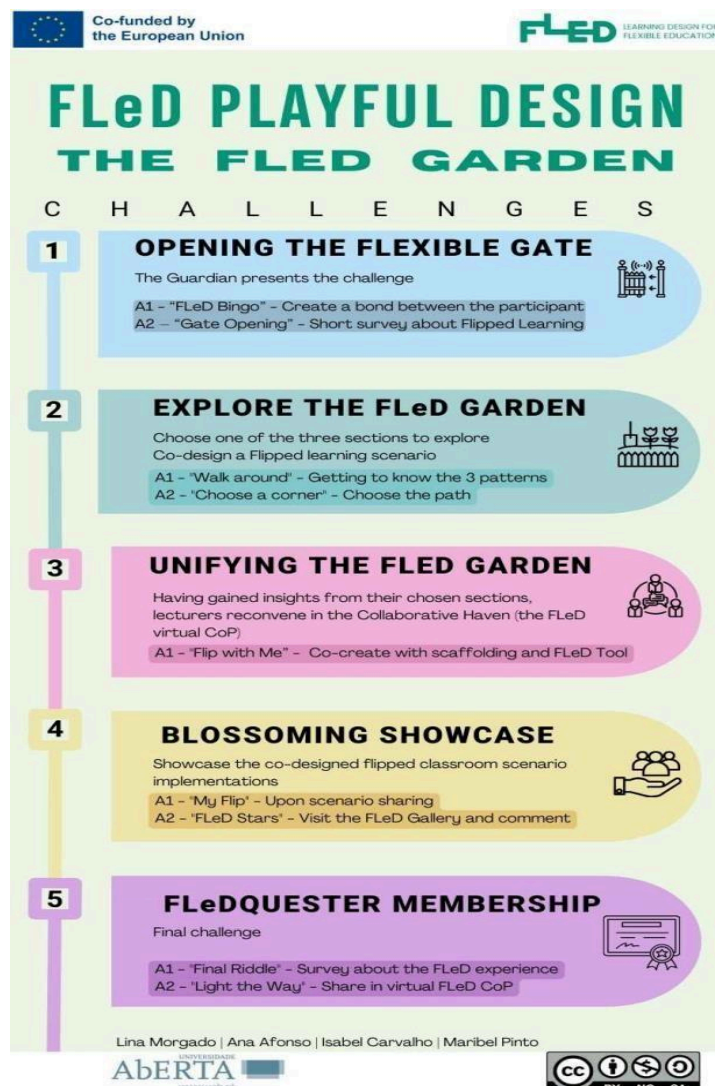 Co-funded by
the European Union
FLeD LEARNING DESIGN FOR
FLEXIBLE EDUCATION
FLeD PLAYFUL DESIGN
THE FLED GARDEN
CHALLENGES
1
OPENING THE FLEXIBLE GATE
The Guardian presents the challenge
A1 - “FLeD Bingo” - Create a bond between the participant
A2 – “Gate Opening” - Short survey about Flipped Learning
2
EXPLORE THE FLeD GARDEN
Choose one of the three sections to explore
Co-design a Flipped learning scenario
A1 - "Walk around" - Getting to know the 3 patterns
A2 - "Choose a corner" - Choose the path
3
UNIFYING THE FLED GARDEN
Having gained insights from their chosen sections,
lecturers reconvene in the Collaborative Haven (the FLeD
virtual CoP)
A1 - "Flip with Me” - Co-create with scaffolding and FLeD Tool
4
BLOSSOMING SHOWCASE
Showcase the co-designed flipped classroom scenario
implementations
A1 - "My Flip" - Upon scenario sharing
A2 - "FLeD Stars" - Visit the FLeD Gallery and comment
5
FLeDQUESTER MEMBERSHIP
Final challenge
A1 - "Final Riddle" - Survey about the FLeD experience
A2 - "Light the Way" - Share in virtual FLeD CoP
Lina Morgado | Ana Afonso | Isabel Carvalho | Maribel Pinto
UNIVERSIDADE
AbERTA
cc